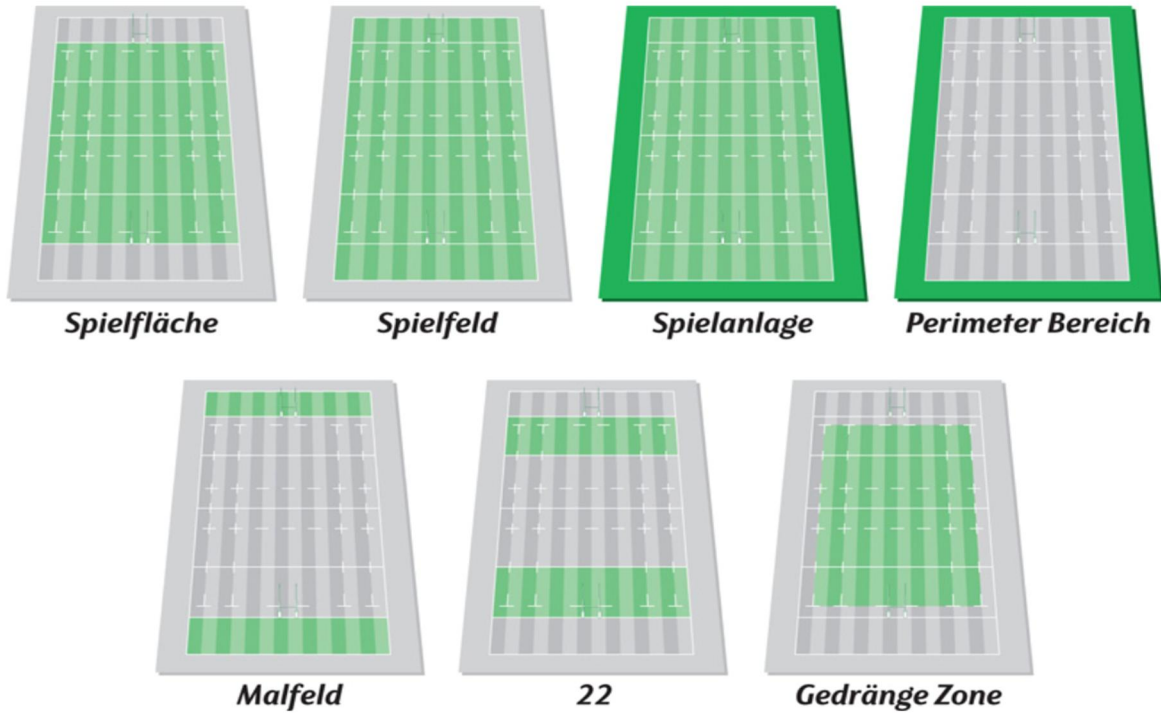 Spielfläche
Spielfeld
Spielanlage
Perimeter Bereich
Malfeld
22
Gedränge Zone